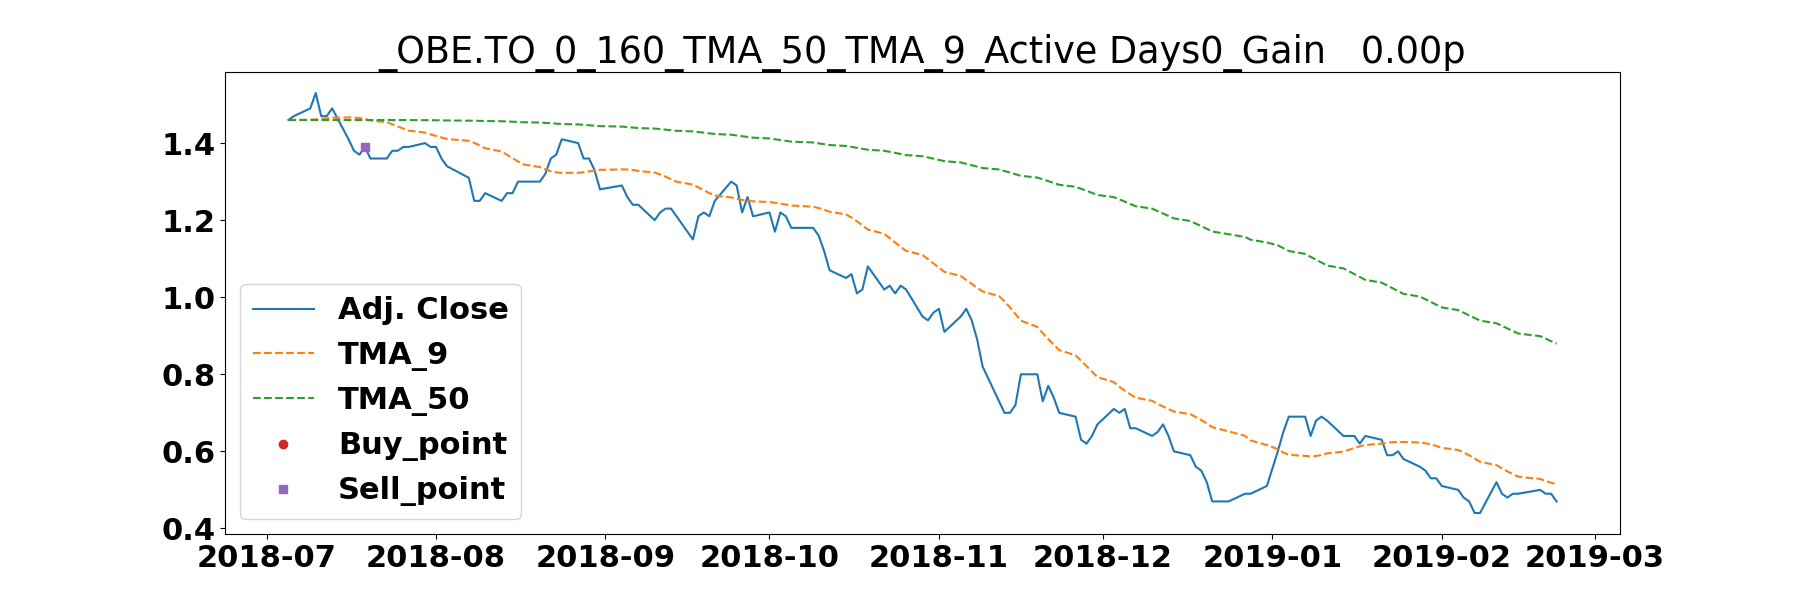 _OBE.TO_0_160_TMA_50_TMA_9_Active Days0_Gain   0.00p
1.4
1.2
1.0
0.8
0.6
0.4
Adj. Close
TMA_9
TMA_50
Buy_point
Sell_point
2018-07 2018-08 2018-09 2018-10 2018-11 2018-12 2019-01 2019-02 2019-03